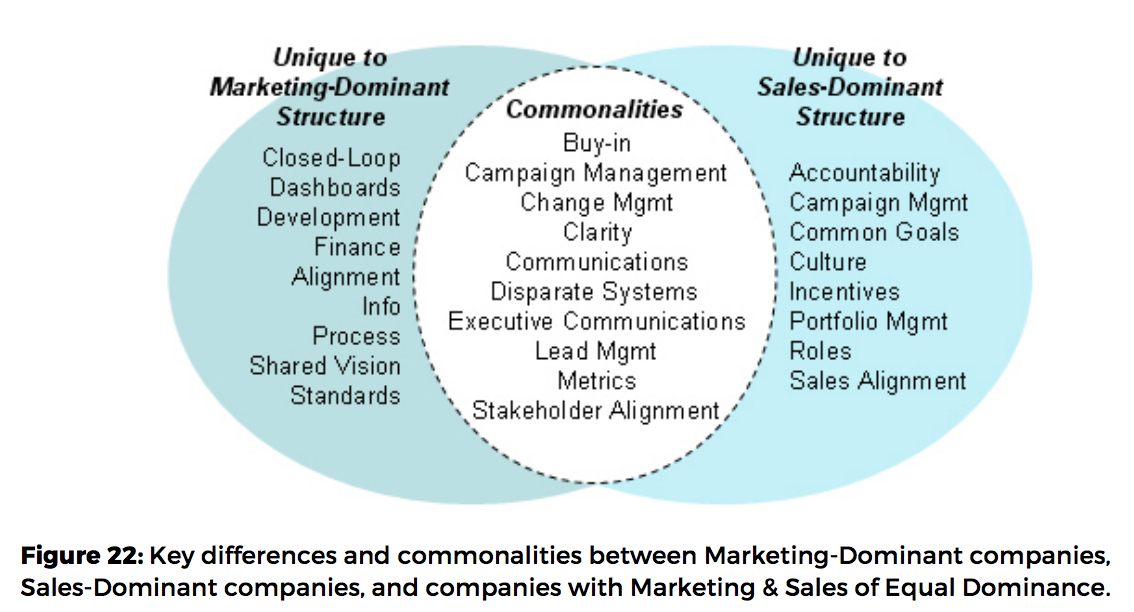 Unique to
Marketing-Dominant
Structure
Closed-Loop
Dashboards
Development
Finance
Alignment
Info
Process
Shared Vision
Standards
Commonalities
Buy-in
Campaign Management
Change Mgmt
Clarity
Communications
Disparate Systems
Executive Communications
Lead Mgmt
Metrics
Stakeholder Alignment
Unique to
Sales-Dominant
Structure
Accountability
Campaign Mgmt
Common Goals
Culture
Incentives
Portfolio Mgmt
Roles
Sales Alignment
Figure 22: Key differences and commonalities between Marketing-Dominant companies,
Sales-Dominant companies, and companies with Marketing & Sales of Equal Dominance.